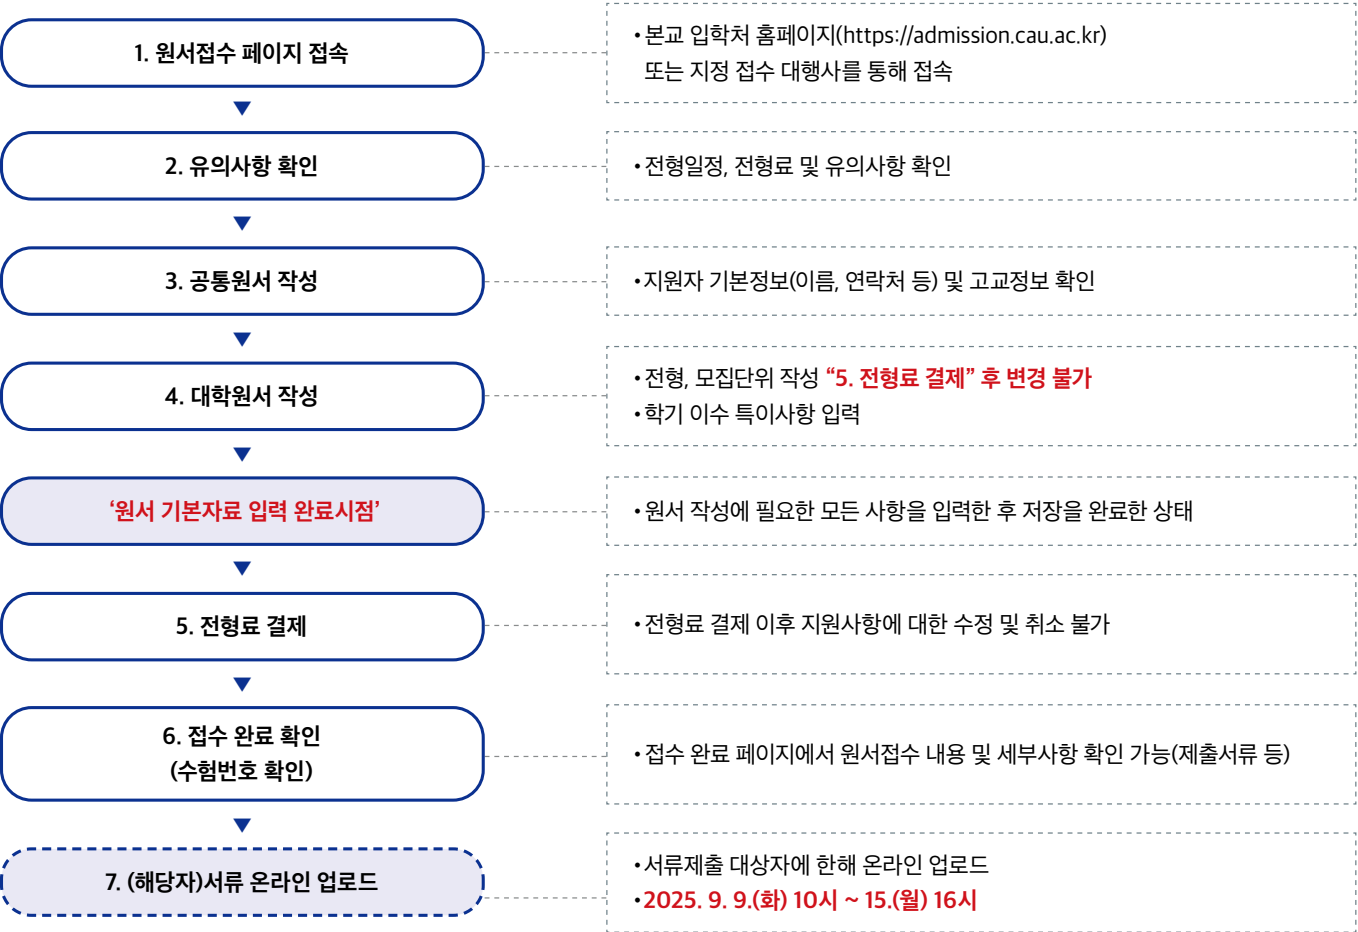 1. 원서접수 페이지 접속
•본교 입학처 홈페이지(https://admission.cau.ac.kr)
또는 지정 접수 대행사를 통해 접속
2. 유의사항 확인
•전형일정, 전형료 및 유의사항 확인
3. 공통원서 작성
•지원자 기본정보(이름, 연락처 등) 및 고교정보 확인
4. 대학원서 작성
•전형, 모집단위 작성 “5. 전형료 결제” 후 변경 불가
•학기 이수 특이사항 입력
‘원서 기본자료 입력 완료시점’
•원서 작성에 필요한 모든 사항을 입력한 후 저장을 완료한 상태
5. 전형료 결제
•전형료 결제 이후 지원사항에 대한 수정 및 취소 불가
6. 접수 완료 확인
(수험번호 확인)
•접수 완료 페이지에서 원서접수 내용 및 세부사항 확인 가능(제출서류 등)
7. (해당자)서류 온라인 업로드
•서류제출 대상자에 한해 온라인 업로드
•2025. 9. 9.(화) 10시 ~ 15.(월) 16시